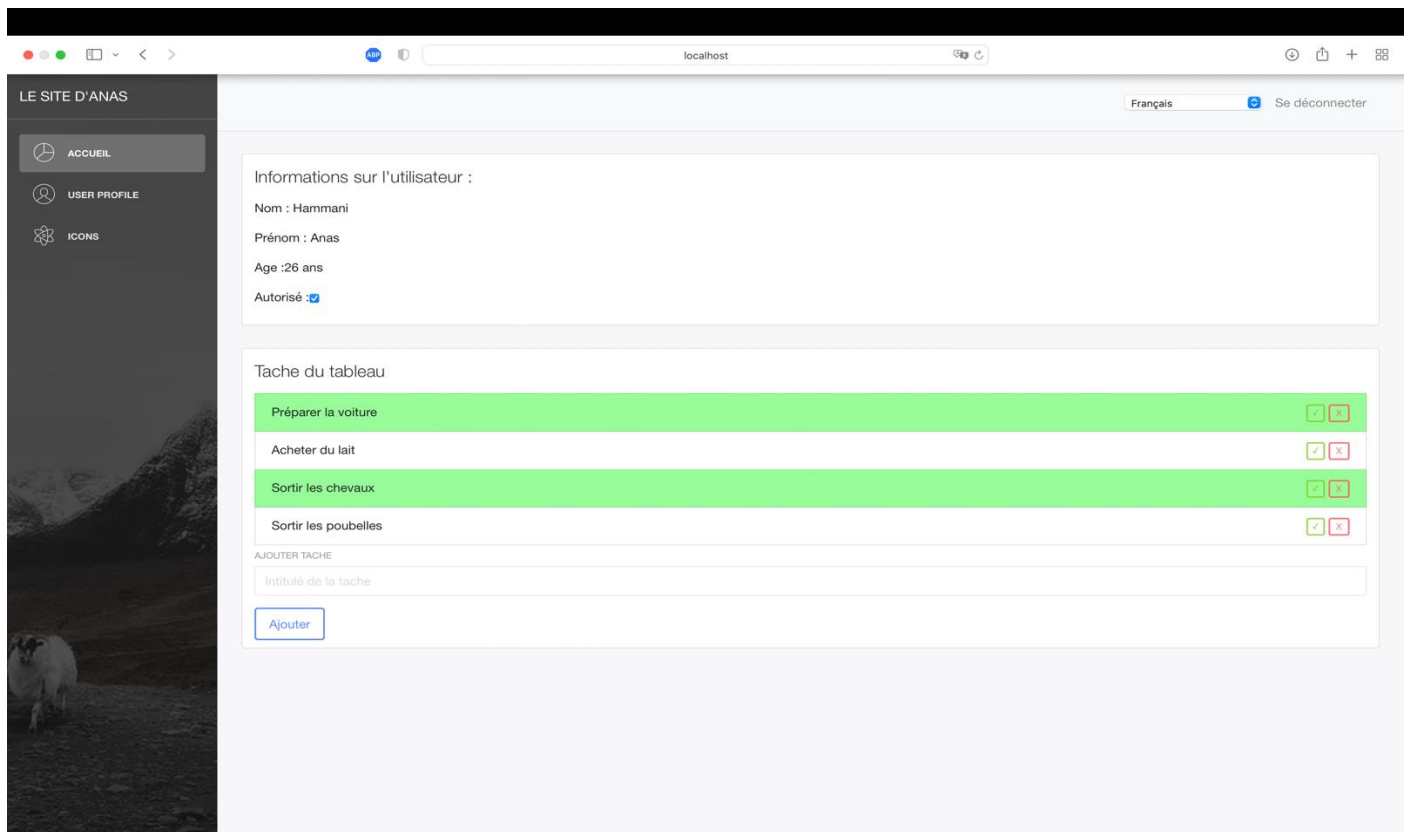 ABP
localhost
LE SITE D'ANAS
Français
Se déconnecter
ACCUEIL
USER PROFILE
ICONS
Informations sur l'utilisateur :
Nom : Hammani
Prénom : Anas
Age :26 ans
Autorisé :
Tache du tableau
Préparer la voiture
✓ X
Acheter du lait
✓ X
Sortir les chevaux
✓ X
Sortir les poubelles
✓ X
AJOUTER TACHE
Intitulé de la tache
Ajouter